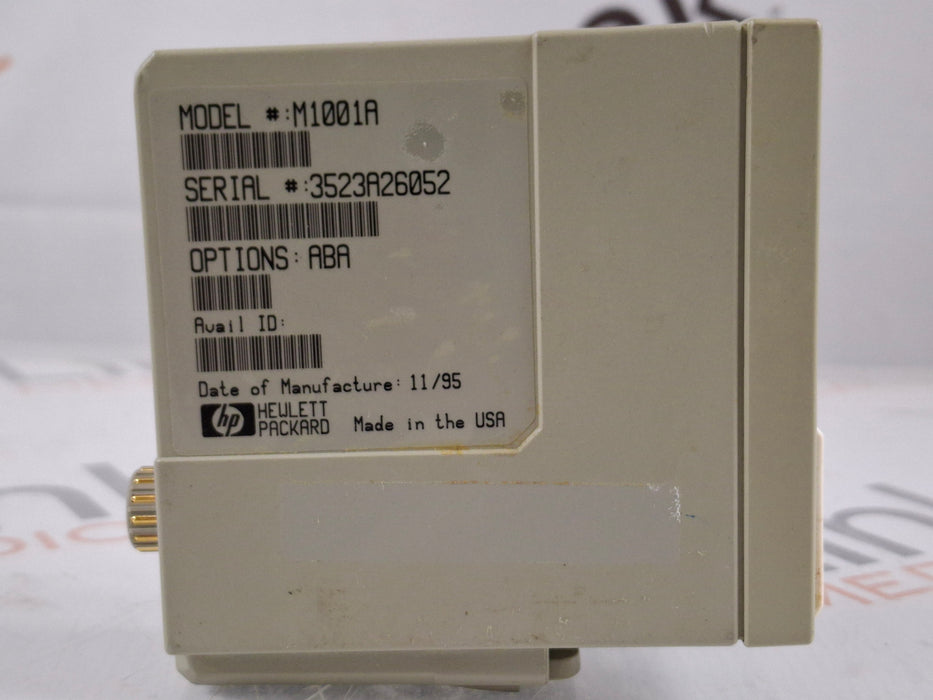 MODEL #:M1001A
SERIAL #:3523A26052
OPTIONS: ABA
Avail ID:
Date of Manufacture: 11/95
hp HEWLETT
PACKARD Made in the USA